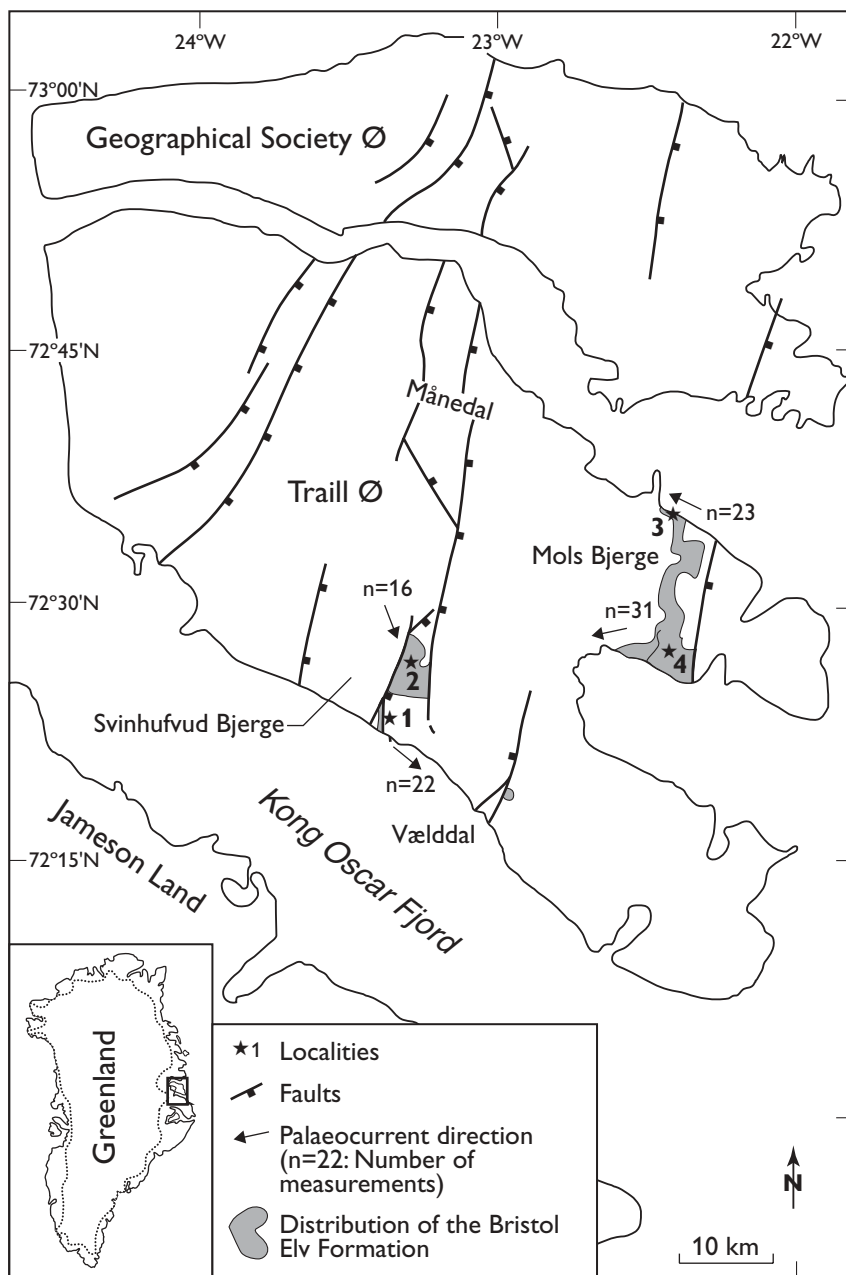 24°W
23°W
22°W
73°00'N
Geographical Society Ø
72°45'N
Månedal
Traill Ø
n=23
3
Mols Bjerge
72°30'N
n=16
n=31
2
4
Svinhufvud Bjerge
1
n=22
Kong Oscar Fjord
Jameson Land
Vælddal
72°15'N
Greenland
1 Localities
Faults
Palaeocurrent direction
(n=22: Number of
measurements)
Distribution of the Bristol
Elv Formation
N
10 km